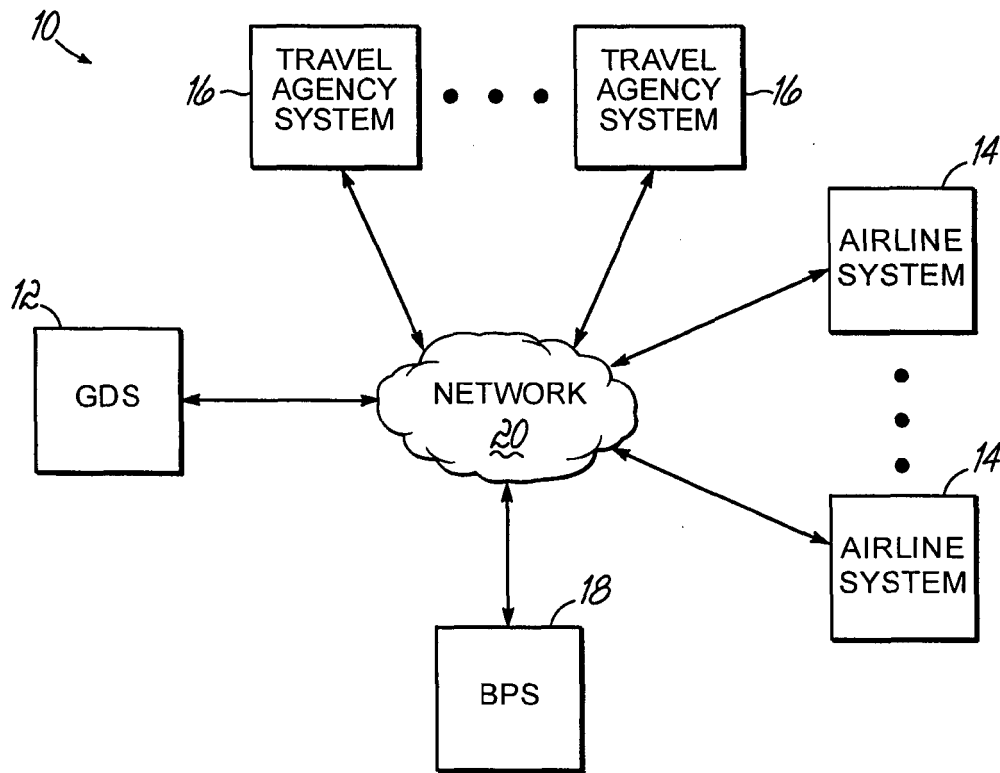 10
TRAVEL
AGENCY
SYSTEM
16
TRAVEL
AGENCY
SYSTEM
16
14
AIRLINE
SYSTEM
12
GDS
NETWORK
20
14
AIRLINE
SYSTEM
18
BPS